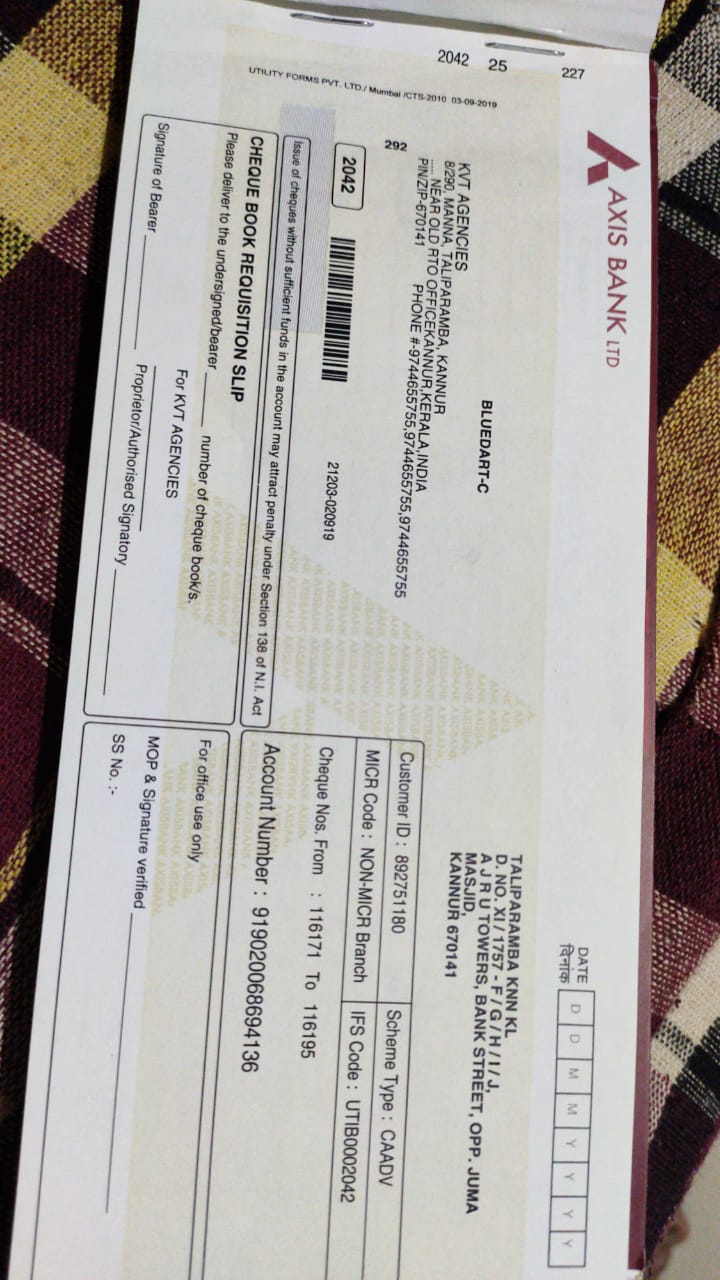 2042 25 227
UTILITY FORMS PVT. LTD./ Mumbai /CTS-2010 03-09-2019
AXIS BANK LTD
DATE
दिनांक
D D M M Y Y Y Y
BLUEDART-C
292
KVT AGENCIES
8/290, MANNA, TALIPARAMBA, KANNUR
..... NEAR OLD RTO OFFICEKANNUR,KERALA,INDIA
PIN/ZIP-670141 PHONE #-9744655755,9744655755,9744655755
TALIPARAMBA KNN KL
D. NO. XI / 1757 - F / G / H / I / J,
A J R U TOWERS, BANK STREET, OPP. JUMA
MASJID,
KANNUR 670141
2042
21203-020919
Issue of cheques without sufficient funds in the account may attract penalty under Section 138 of N.I. Act
Customer ID : 892751180
Scheme Type : CAADV
MICR Code : NON-MICR Branch
IFS Code : UTIB0002042
Cheque Nos. From : 116171 To 116195
Account Number : 919020068694136
CHEQUE BOOK REQUISITION SLIP
Please deliver to the undersigned/bearer ______ number of cheque book/s.
For KVT AGENCIES
Signature of Bearer
Proprietor/Authorised Signatory
For office use only
MOP & Signature verified
SS No. :-